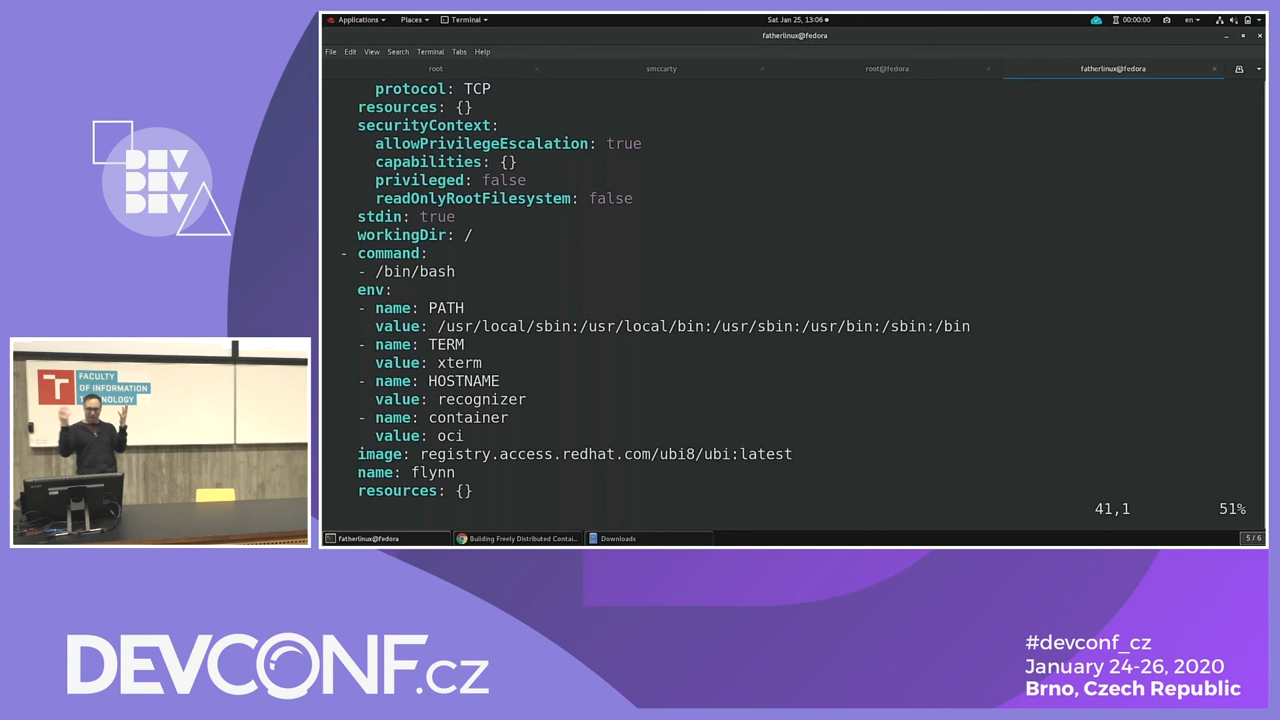 DEV
DEV
DEV
Applications
Places
Terminal
Sat Jan 25, 13:06
00:00:00
en
fatherlinux@fedora
File Edit View Search Terminal Tabs Help
root
smccarty
root@fedora
fatherlinux@fedora
protocol: TCP
resources: {}
securityContext:
allowPrivilegeEscalation: true
capabilities: {}
privileged: false
readOnlyRootFilesystem: false
stdin: true
workingDir: /
- command:
- /bin/bash
env:
- name: PATH
value: /usr/local/sbin:/usr/local/bin:/usr/sbin:/usr/bin:/sbin:/bin
- name: TERM
value: xterm
- name: HOSTNAME
value: recognizer
- name: container
value: oci
image: registry.access.redhat.com/ubi8/ubi:latest
name: flynn
resources: {}
41,1 51%
fatherlinux@fedora
Building Freely Distributed Contai...
Downloads
5 / 6
T
FACULTY
OF INFORMATION
TECHNOLOGY
DEVCONF.cz
#devconf_cz
January 24-26, 2020
Brno, Czech Republic